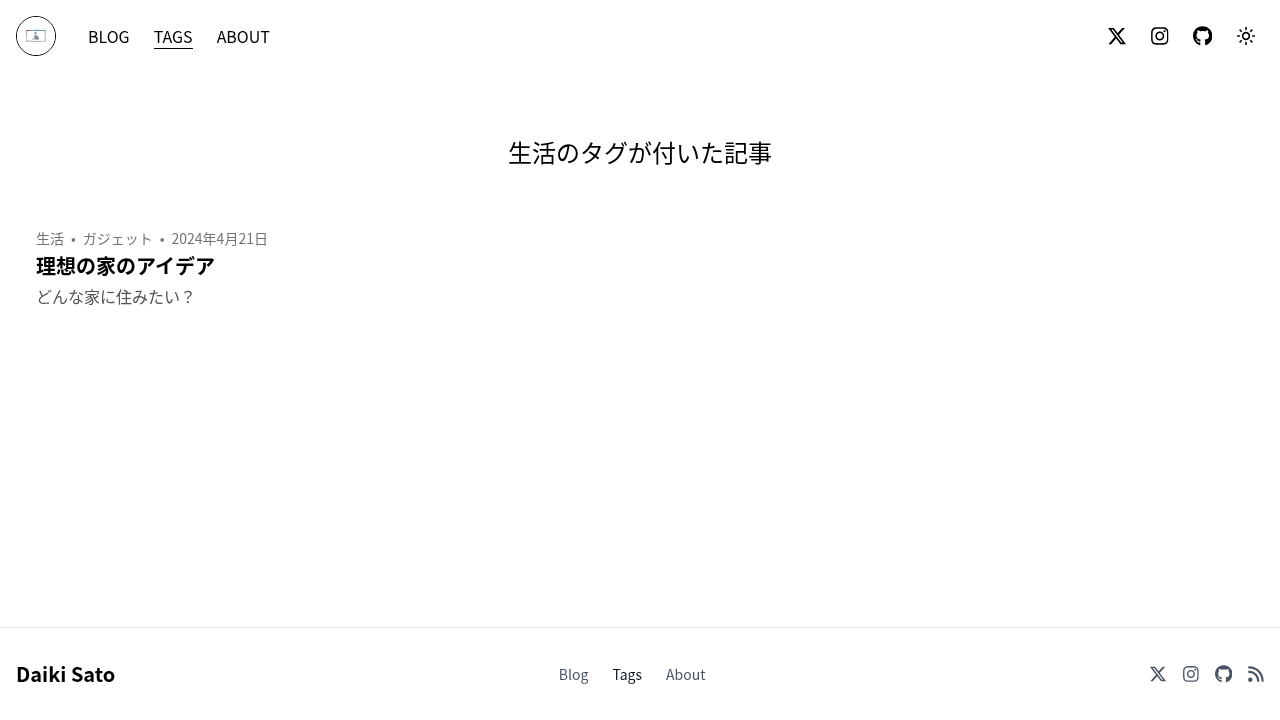 BLOG TAGS ABOUT
生活のタグが付いた記事
生活 • ガジェット • 2024年4月21日
理想の家のアイデア
どんな家に住みたい？
Daiki Sato Blog Tags About